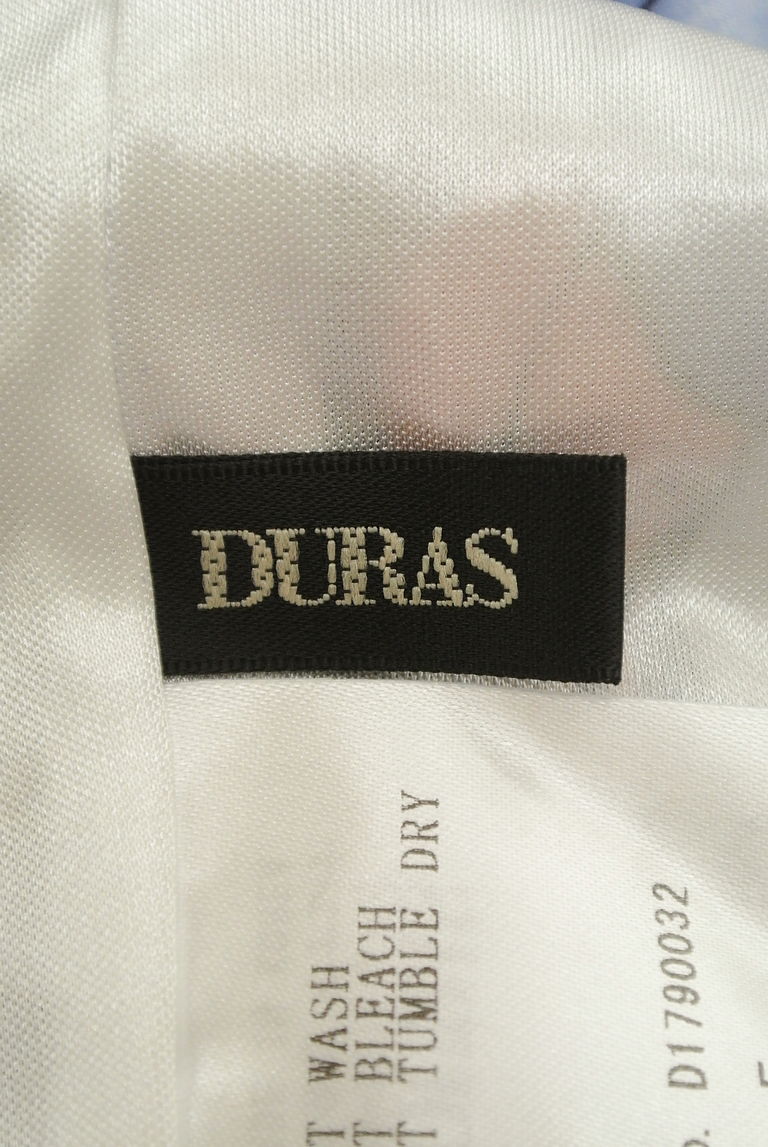 DURAS
T WASH
T BLEACH
T TUMBLE DRY
o. D1790032